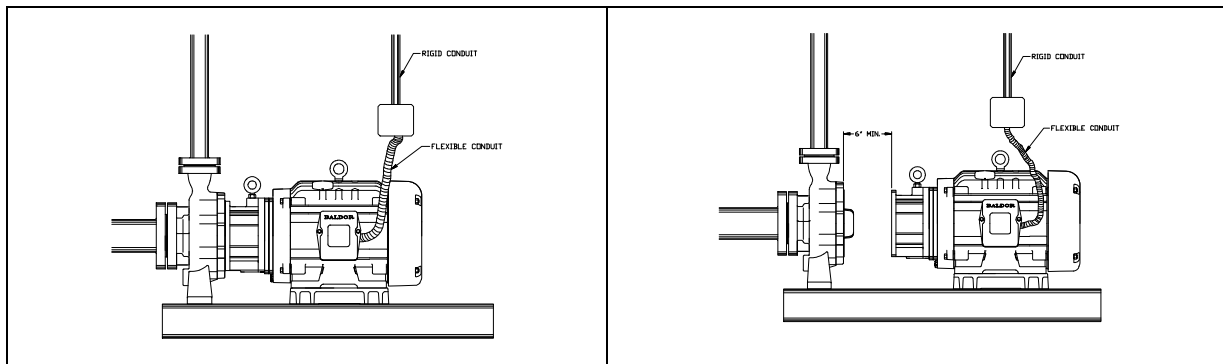 RIGID CONDUIT
FLEXIBLE CONDUIT
BALDOR
RIGID CONDUIT
6" MIN.
FLEXIBLE CONDUIT
BALDOR